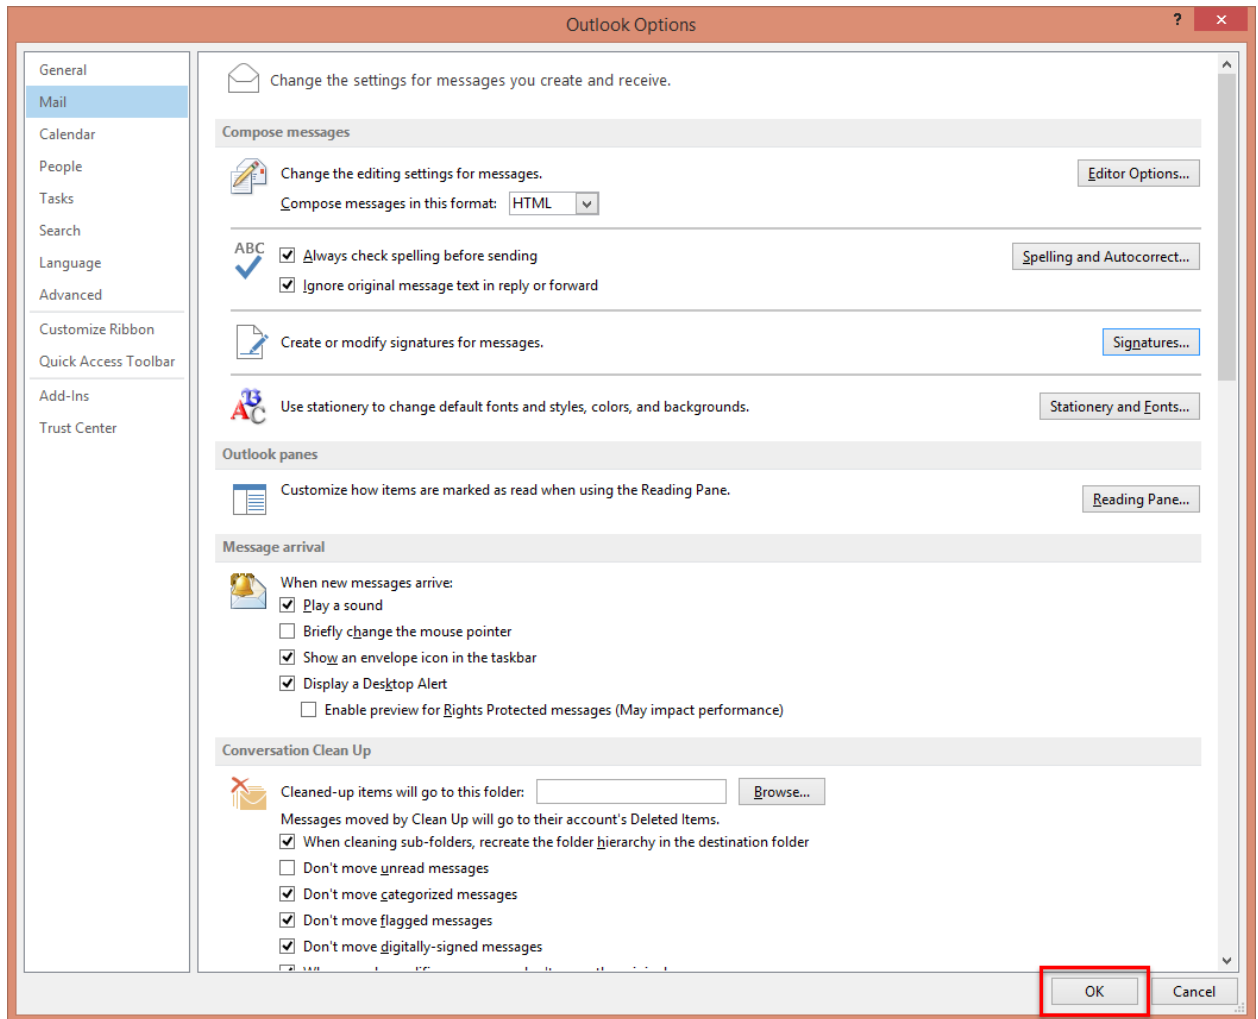 Outlook Options
?
General
Mail
Calendar
People
Tasks
Search
Language
Advanced
Customize Ribbon
Quick Access Toolbar
Add-Ins
Trust Center
Change the settings for messages you create and receive.
Compose messages
Change the editing settings for messages.
Editor Options...
Compose messages in this format: HTML
ABC
Always check spelling before sending
Spelling and Autocorrect...
Ignore original message text in reply or forward
Create or modify signatures for messages.
Signatures...
Use stationery to change default fonts and styles, colors, and backgrounds.
Stationery and Fonts...
Outlook panes
Customize how items are marked as read when using the Reading Pane.
Reading Pane...
Message arrival
When new messages arrive:
Play a sound
Briefly change the mouse pointer
Show an envelope icon in the taskbar
Display a Desktop Alert
Enable preview for Rights Protected messages (May impact performance)
Conversation Clean Up
Cleaned-up items will go to this folder:
Browse...
Messages moved by Clean Up will go to their account's Deleted Items.
When cleaning sub-folders, recreate the folder hierarchy in the destination folder
Don't move unread messages
Don't move categorized messages
Don't move flagged messages
Don't move digitally-signed messages
OK
Cancel